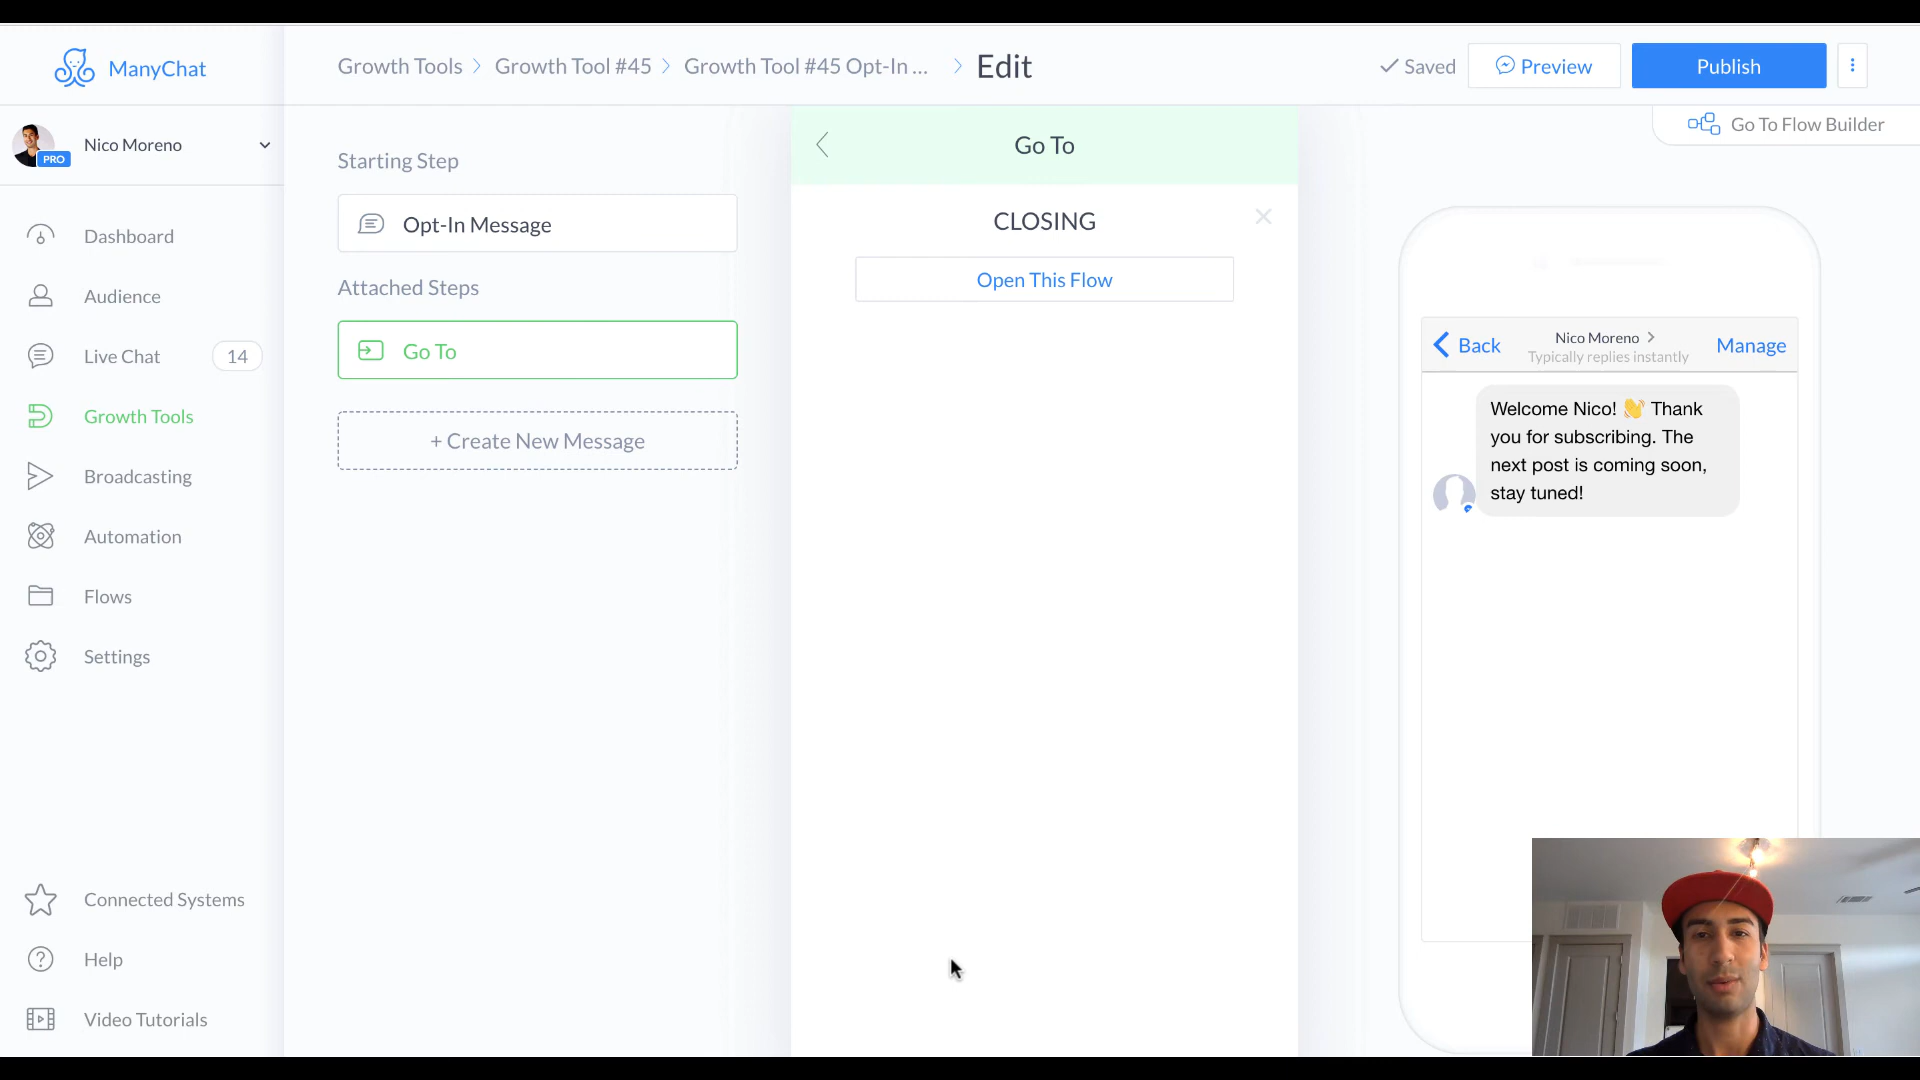 ManyChat
Growth Tools
Growth Tool #45
Growth Tool #45 Opt-In ...
Edit
Saved
Preview
Publish
Go To Flow Builder
PRO
Nico Moreno
Dashboard
Audience
Live Chat
14
Growth Tools
Broadcasting
Automation
Flows
Settings
Connected Systems
Help
Video Tutorials
Starting Step
Opt-In Message
Attached Steps
Go To
+ Create New Message
Go To
CLOSING
Open This Flow
Back
Nico Moreno
Typically replies instantly
Manage
Welcome Nico! 👋 Thank
you for subscribing. The
next post is coming soon,
stay tuned!